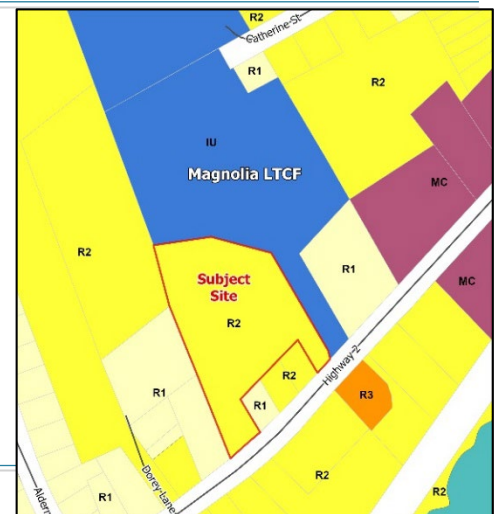 R2
Catherine St
R1
R2
IU
Magnolia LTCF
MC
R2
R1
MC
Subject
Site
R2
R2
R1
R1
Highway 2
R3
Dorey Lane
R2
R2
R1
Aldern